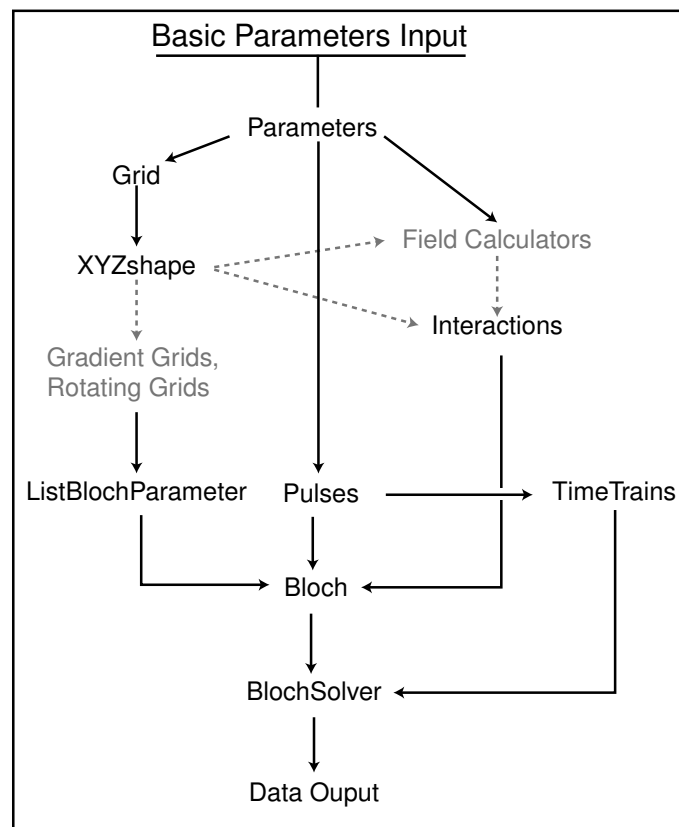 Basic Parameters Input
Parameters
Grid
Field Calculators
XYZshape
Interactions
Gradient Grids,
Rotating Grids
ListBlochParameter
Pulses
TimeTrains
Bloch
BlochSolver
Data Ouput